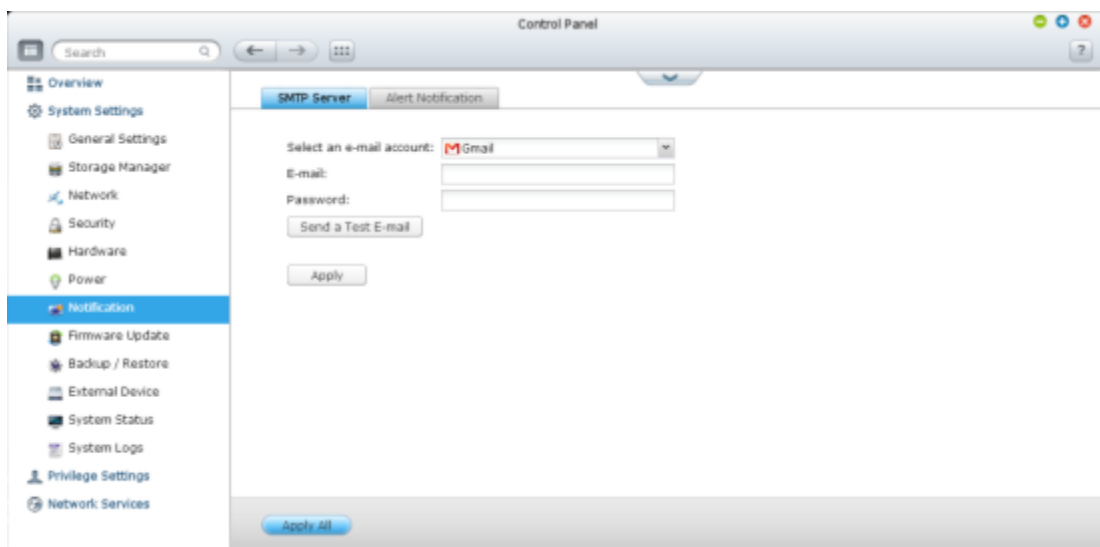 Control Panel
Search
?
Overview
System Settings
General Settings
Storage Manager
Network
Security
Hardware
Power
Notification
Firmware Update
Backup / Restore
External Device
System Status
System Logs
Privilege Settings
Network Services
SMTP Server Alert Notification
Select an e-mail account: Gmail
E-mail:
Password:
Send a Test E-mail
Apply
Apply All